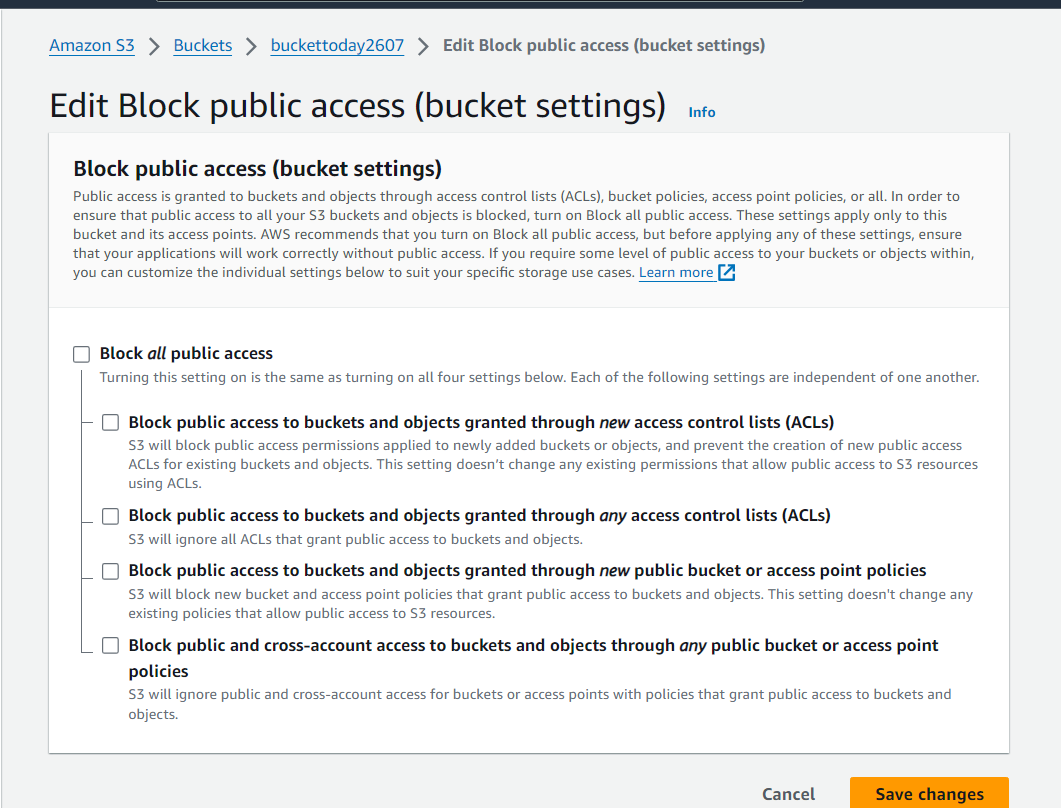 Amazon S3 > Buckets > buckettoday2607 > Edit Block public access (bucket settings)
Edit Block public access (bucket settings) Info
Block public access (bucket settings)
Public access is granted to buckets and objects through access control lists (ACLs), bucket policies, access point policies, or all. In order to
ensure that public access to all your S3 buckets and objects is blocked, turn on Block all public access. These settings apply only to this
bucket and its access points. AWS recommends that you turn on Block all public access, but before applying any of these settings, ensure
that your applications will work correctly without public access. If you require some level of public access to your buckets or objects within,
you can customize the individual settings below to suit your specific storage use cases. Learn more
Block all public access
Turning this setting on is the same as turning on all four settings below. Each of the following settings are independent of one another.
Block public access to buckets and objects granted through new access control lists (ACLs)
S3 will block public access permissions applied to newly added buckets or objects, and prevent the creation of new public access
ACLs for existing buckets and objects. This setting doesn't change any existing permissions that allow public access to S3 resources
using ACLs.
Block public access to buckets and objects granted through any access control lists (ACLs)
S3 will ignore all ACLs that grant public access to buckets and objects.
Block public access to buckets and objects granted through new public bucket or access point policies
S3 will block new bucket and access point policies that grant public access to buckets and objects. This setting doesn't change any
existing policies that allow public access to S3 resources.
Block public and cross-account access to buckets and objects through any public bucket or access point
policies
S3 will ignore public and cross-account access for buckets or access points with policies that grant public access to buckets and
objects.
Cancel Save changes